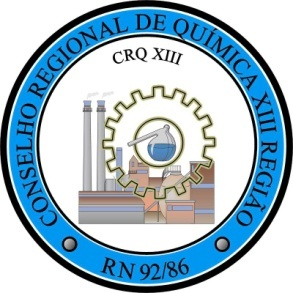 CONSELHO REGIONAL DE QUÍMICA XIII REGIÃO
CRQ XIII
RN 92/86